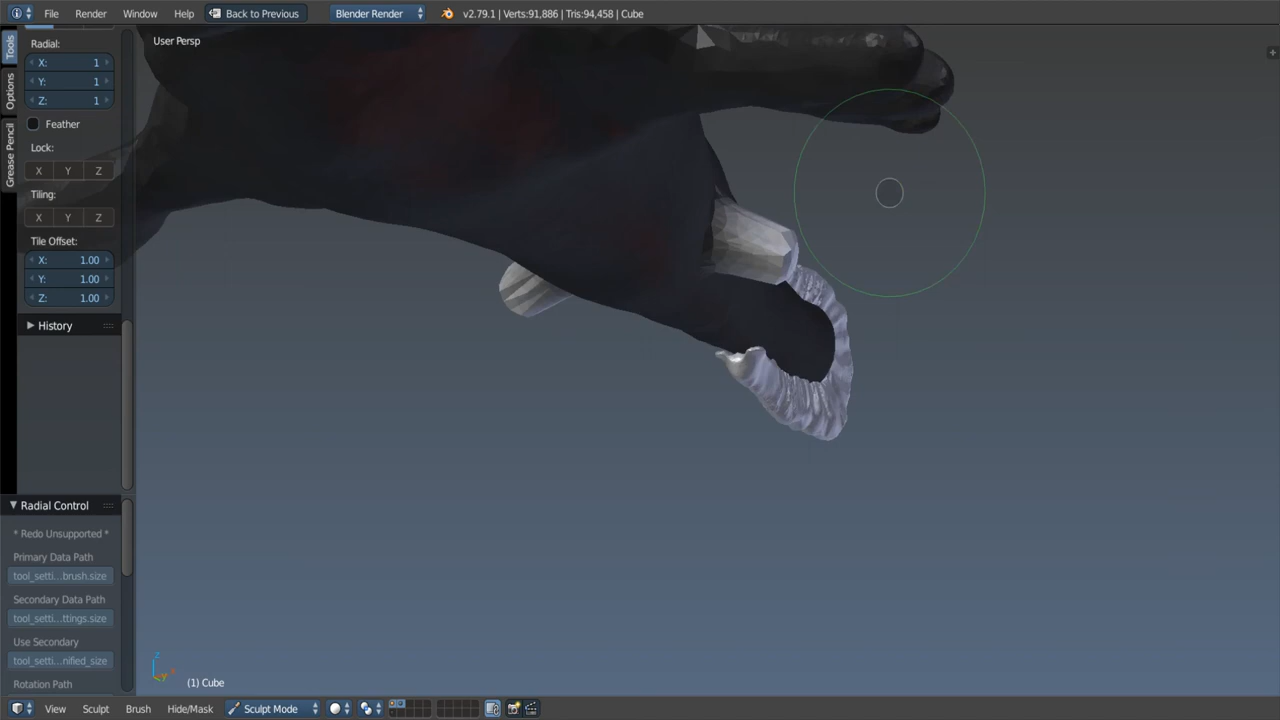 File Render Window Help Back to Previous Blender Render v2.79.1 | Verts:91,886 | Tris:94,458 | Cube
Tools
Options
Grease Pencil
Radial:
X: 1
Y: 1
Z: 1
Feather
Lock:
X Y Z
Tiling:
X Y Z
Tile Offset:
X: 1.00
Y: 1.00
Z: 1.00
History
Radial Control
* Redo Unsupported *
Primary Data Path
tool_setti...brush.size
Secondary Data Path
tool_setti...ttings.size
Use Secondary
tool_setti...nified_size
Rotation Path
User Persp
z
x
y
(1) Cube
View Sculpt Brush Hide/Mask Sculpt Mode